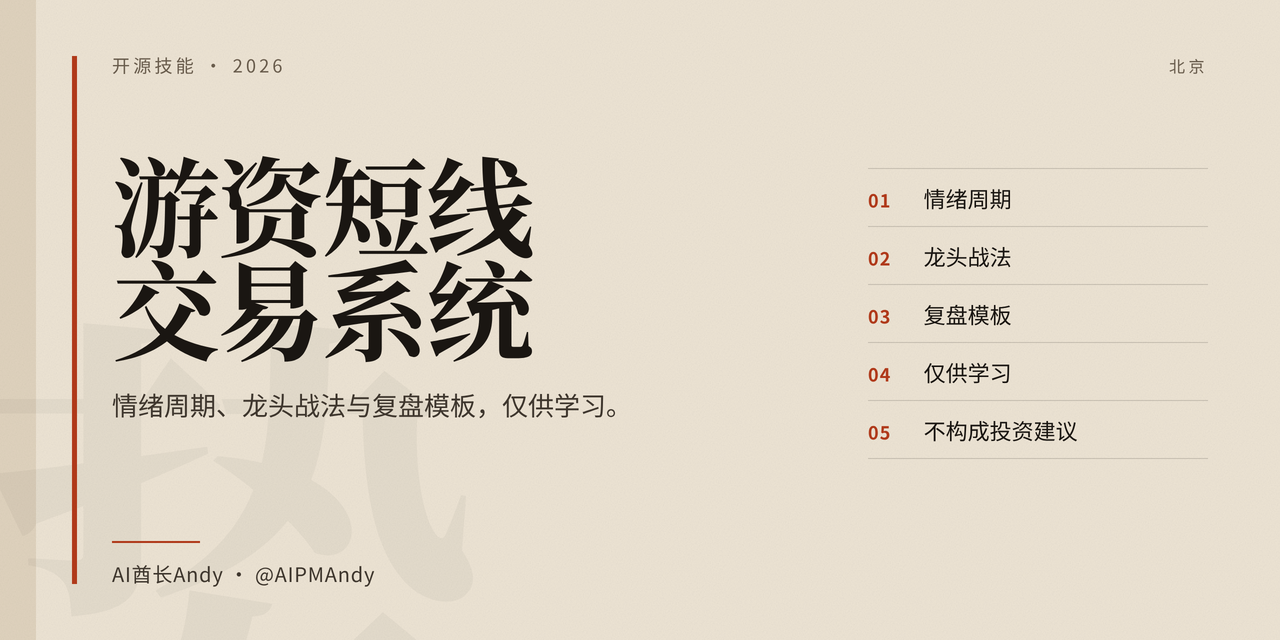 开源技能 · 2026
北京
游资短线
交易系统
情绪周期、龙头战法与复盘模板，仅供学习。
01 情绪周期
02 龙头战法
03 复盘模板
04 仅供学习
05 不构成投资建议
AI酋长Andy · @AIPMAndy